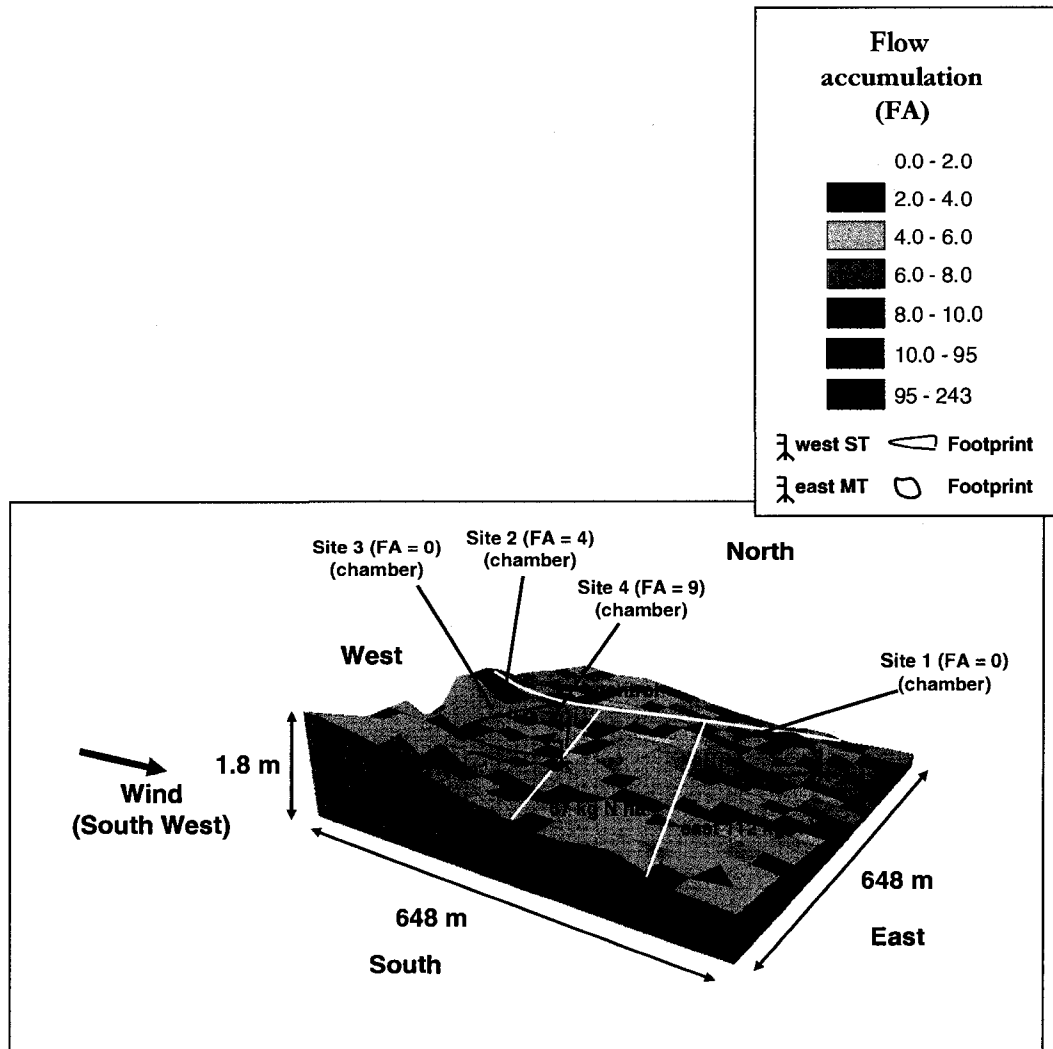 Flow
accumulation
(FA)
0.0 - 2.0
2.0 - 4.0
4.0 - 6.0
6.0 - 8.0
8.0 - 10.0
10.0 - 95
95 - 243
west ST Footprint
east MT Footprint
Site 3 (FA = 0)
(chamber)
Site 2 (FA = 4)
(chamber)
North
Site 4 (FA = 9)
(chamber)
West
Site 1 (FA = 0)
(chamber)
1.8 m
Wind
(South West)
648 m
648 m
East
South